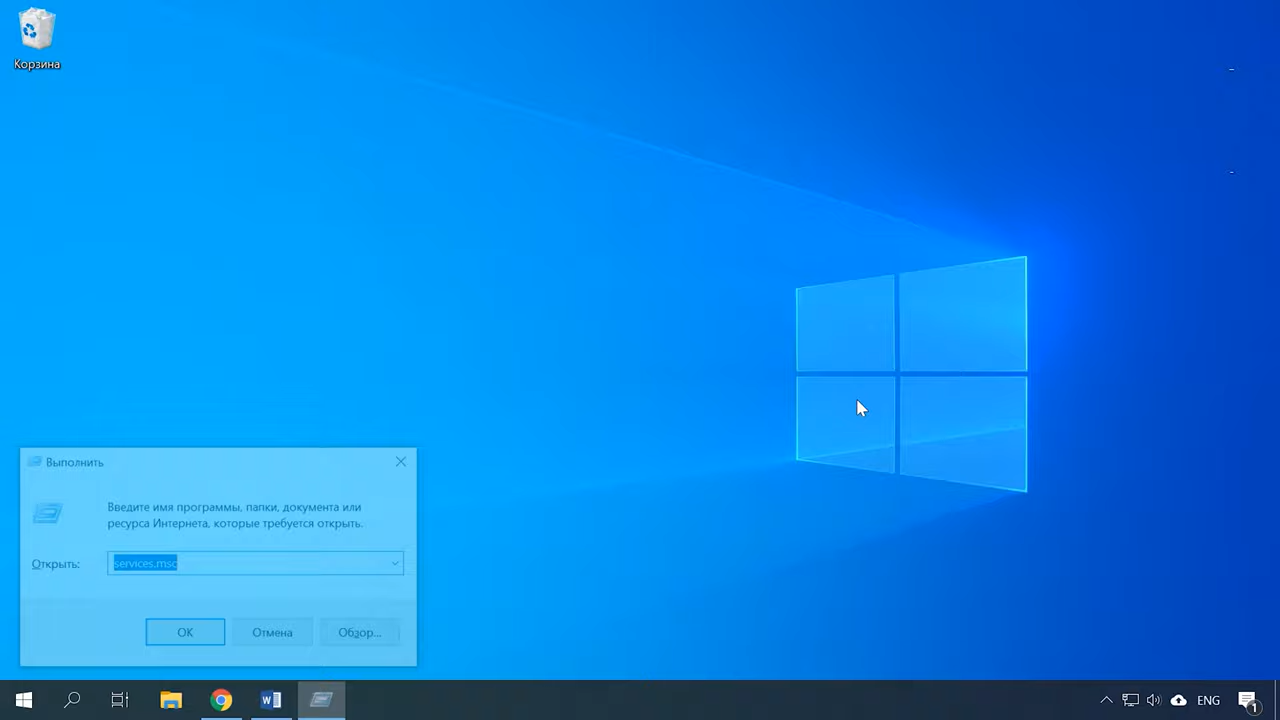 Корзина
Выполнить
Введите имя программы, папки, документа или
ресурса Интернета, которые требуется открыть.
Открыть:
services.msc
OK
Отмена
Обзор...
W
ENG
1